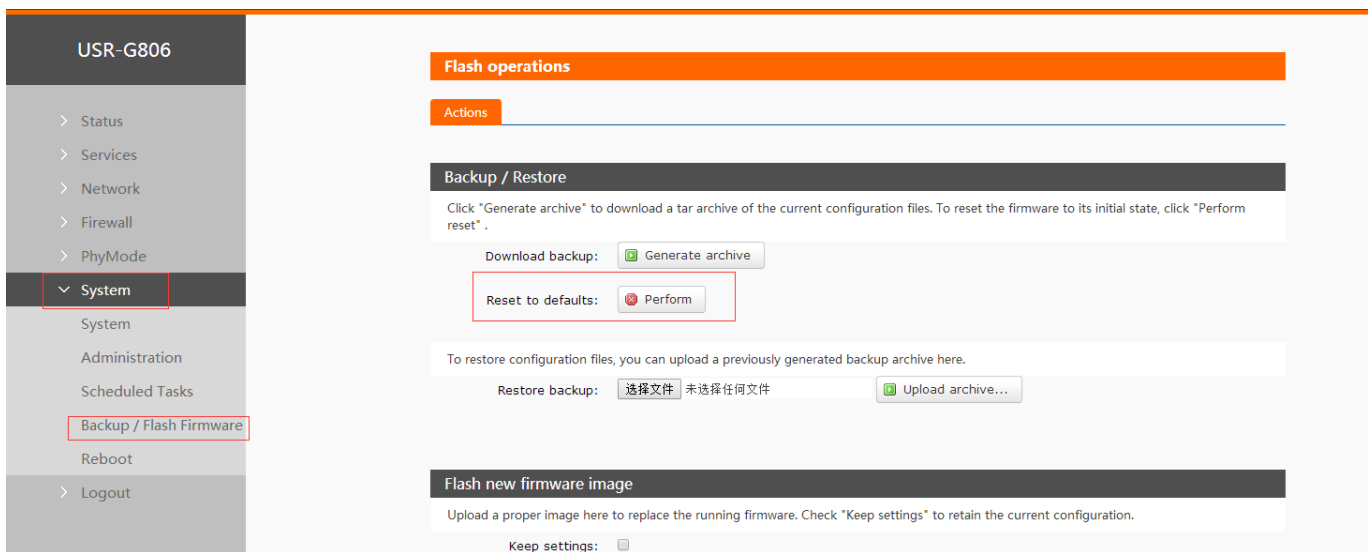 USR-G806
Status
Services
Network
Firewall
PhyMode
System
System
Administration
Scheduled Tasks
Backup / Flash Firmware
Reboot
Logout
Flash operations
Actions
Backup / Restore
Click "Generate archive" to download a tar archive of the current configuration files. To reset the firmware to its initial state, click "Perform
reset" .
Download backup: Generate archive
Reset to defaults: Perform
To restore configuration files, you can upload a previously generated backup archive here.
Restore backup: 选择文件 未选择任何文件 Upload archive...
Flash new firmware image
Upload a proper image here to replace the running firmware. Check "Keep settings" to retain the current configuration.
Keep settings: